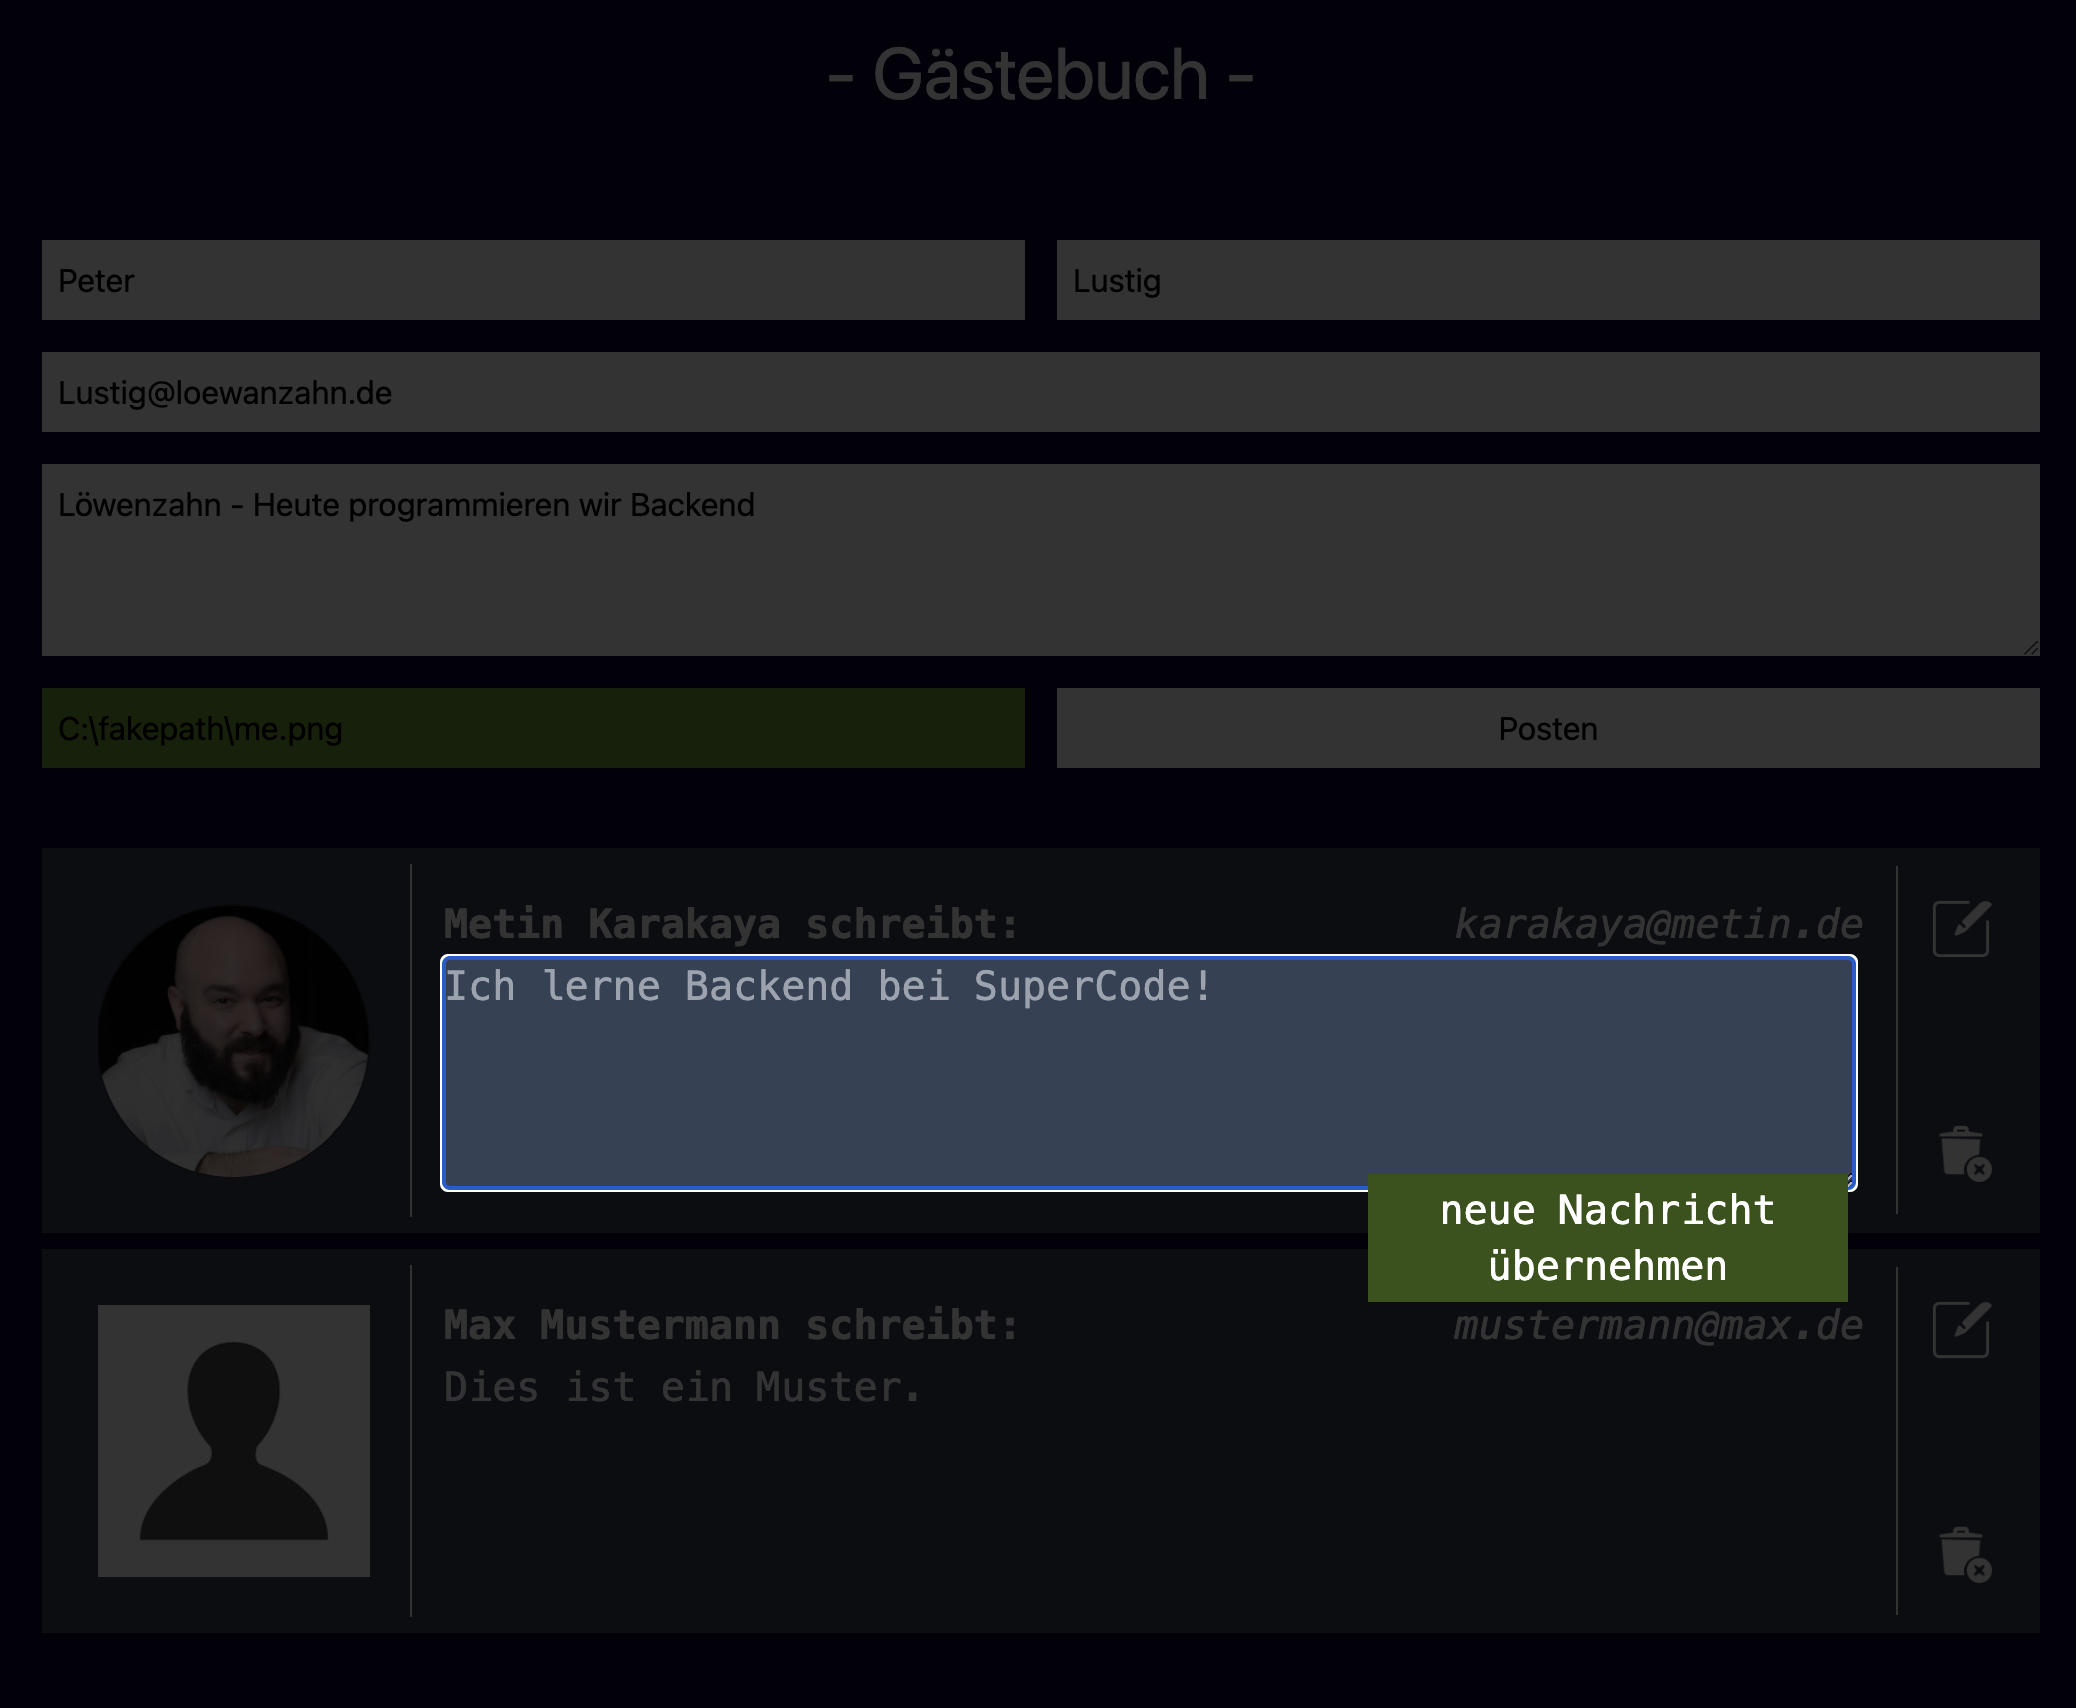 - Gästebuch -
Peter
Lustig
Lustig@loewanzahn.de
Löwenzahn - Heute programmieren wir Backend
C:\fakepath\me.png
Posten
Metin Karakaya schreibt:
karakaya@metin.de
Ich lerne Backend bei SuperCode!
neue Nachricht
übernehmen
Max Mustermann schreibt:
mustermann@max.de
Dies ist ein Muster.